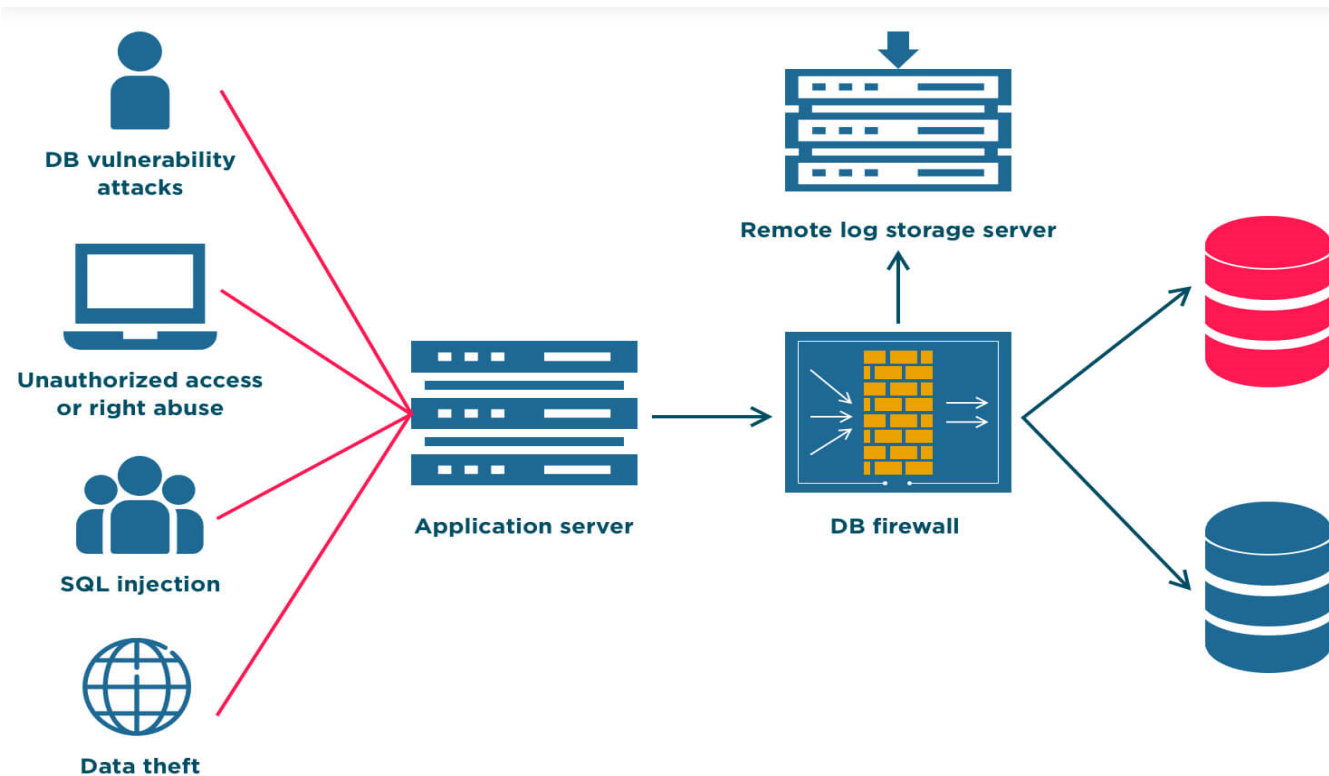 DB vulnerability
attacks
Unauthorized access
or right abuse
SQL injection
Data theft
Application server
Remote log storage server
DB firewall